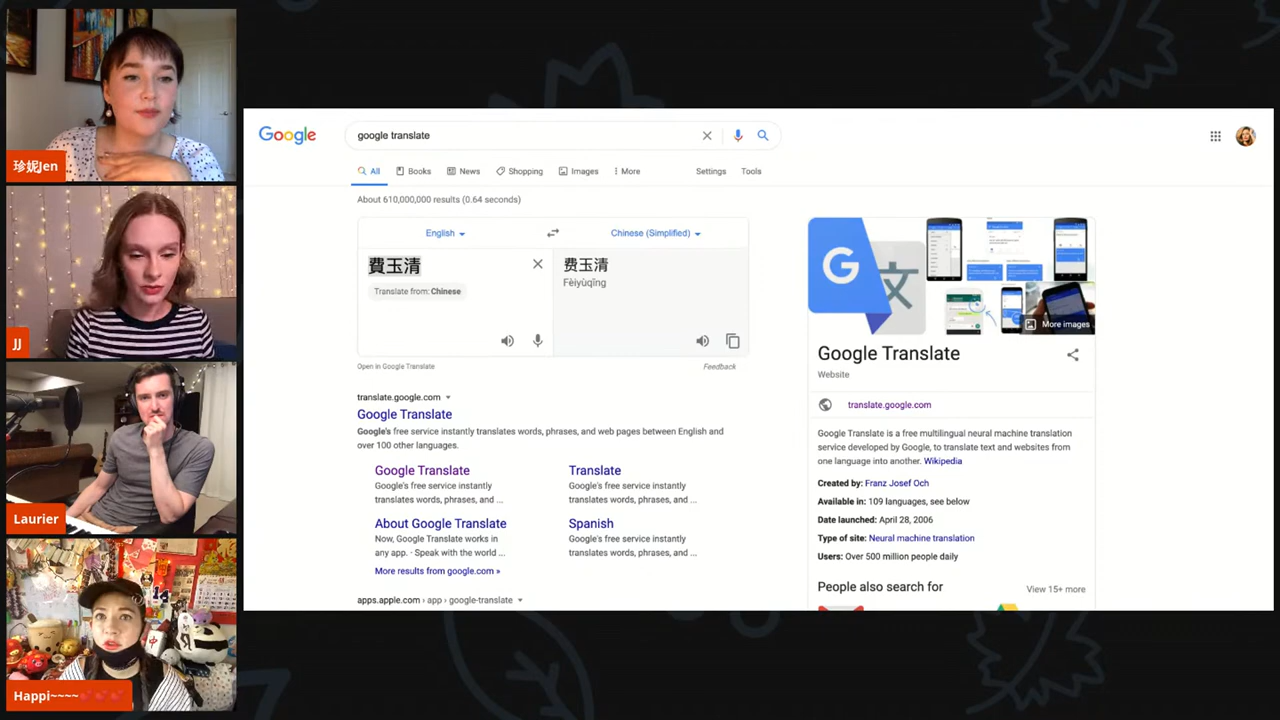 珍妮Jen
JJ
Laurier
Happi~~~~
Google
google translate
All
Books
News
Shopping
Images
More
Settings
Tools
About 610,000,000 results (0.64 seconds)
English
Chinese (Simplified)
費玉清
Translate from: Chinese
费玉清
Fèiyùqīng
Open in Google Translate
Feedback
translate.google.com
Google Translate
Google's free service instantly translates words, phrases, and web pages between English and
over 100 other languages.
Google Translate
Google's free service instantly
translates words, phrases, and ...
Translate
Google's free service instantly
translates words, phrases, and ...
About Google Translate
Now, Google Translate works in
any app. · Speak with the world ...
Spanish
Google's free service instantly
translates words, phrases, and ...
More results from google.com »
apps.apple.com › app › google-translate
G
文
More images
Google Translate
Website
translate.google.com
Google Translate is a free multilingual neural machine translation
service developed by Google, to translate text and websites from
one language into another. Wikipedia
Created by: Franz Josef Och
Available in: 109 languages, see below
Date launched: April 28, 2006
Type of site: Neural machine translation
Users: Over 500 million people daily
People also search for
View 15+ more